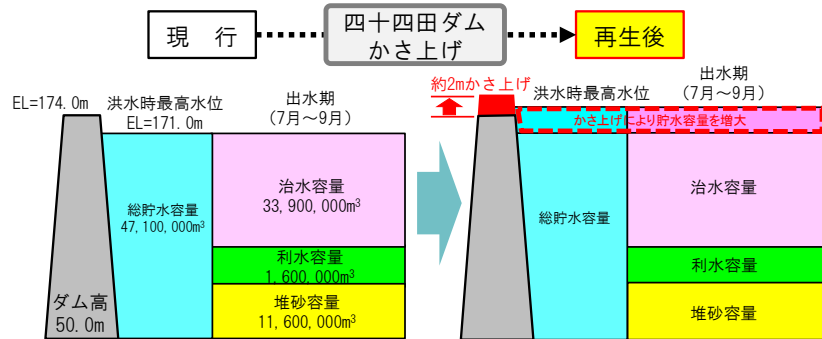 現 行
四十四田ダム
かさ上げ
再生後
EL=174.0m
洪水時最高水位
EL=171.0m
出水期
(7月～9月)
総貯水容量
47,100,000m³
治水容量
33,900,000m³
利水容量
1,600,000m³
堆砂容量
11,600,000m³
ダム高
50.0m
約2mかさ上げ
洪水時最高水位
出水期
(7月～9月)
かさ上げにより貯水容量を増大
総貯水容量
治水容量
利水容量
堆砂容量